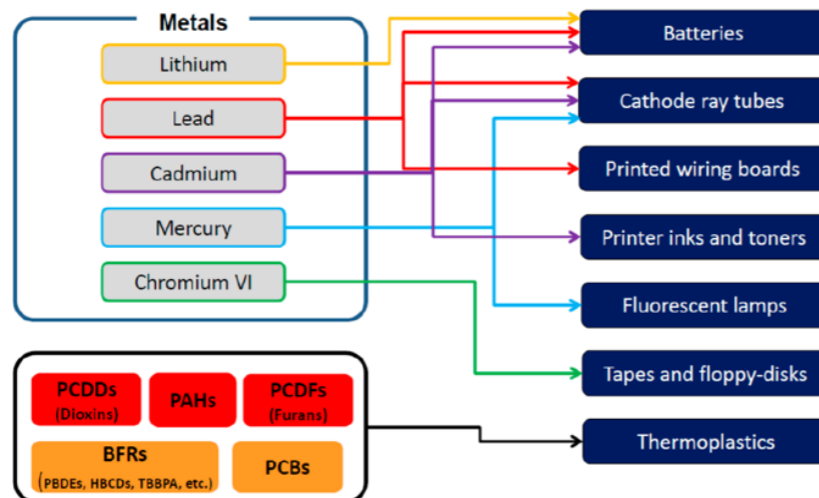 Metals
Lithium
Lead
Cadmium
Mercury
Chromium VI
PCDDs
(Dioxins)
PAHs
PCDFs
(Furans)
BFRs
(PBDEs, HBCDs, TBBPA, etc.)
PCBs
Batteries
Cathode ray tubes
Printed wiring boards
Printer inks and toners
Fluorescent lamps
Tapes and floppy-disks
Thermoplastics